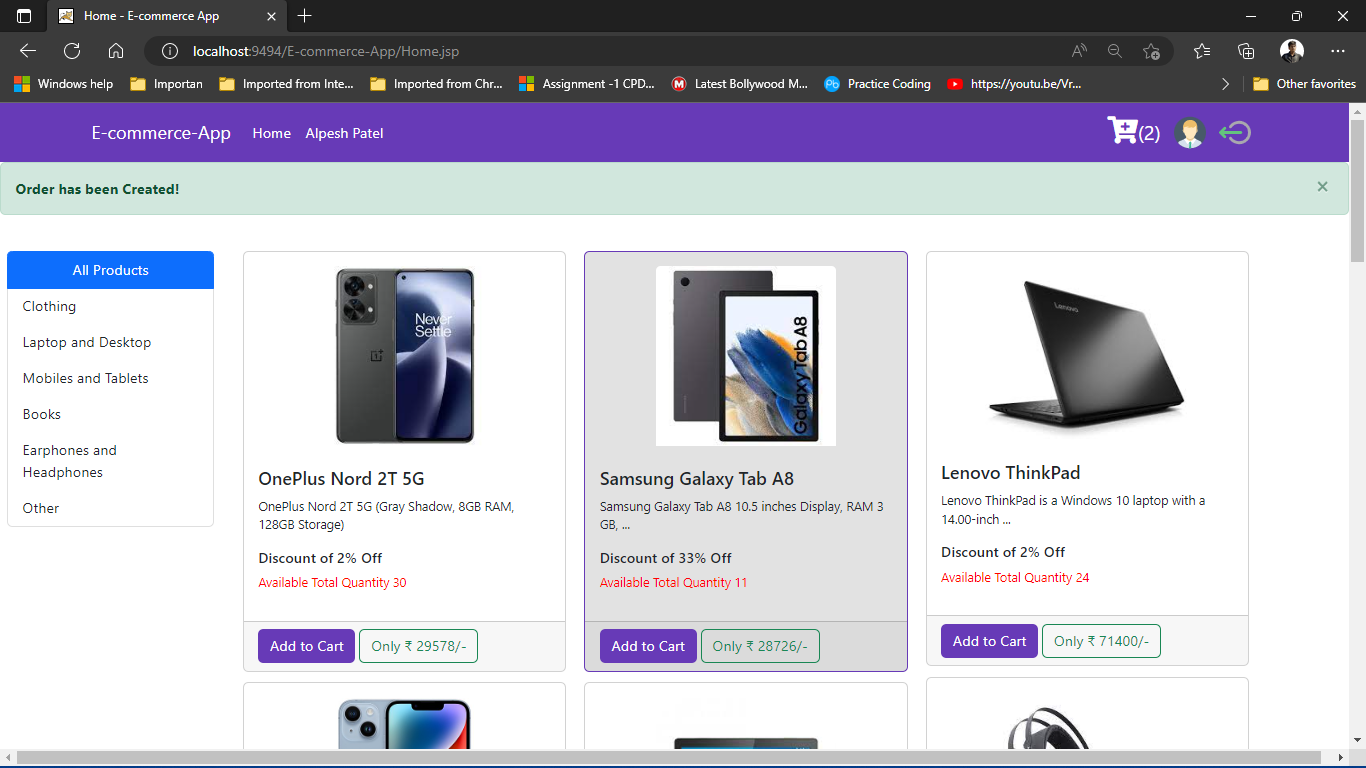 Home - E-commerce App
localhost:9494/E-commerce-App/Home.jsp
Windows help
Importan
Imported from Inte...
Imported from Chr...
Assignment -1 CPD...
Latest Bollywood M...
Practice Coding
https://youtu.be/Vr...
Other favorites
E-commerce-App
Home
Alpesh Patel
(2)
Order has been Created!
All Products
Clothing
Laptop and Desktop
Mobiles and Tablets
Books
Earphones and
Headphones
Other
Never
Settle
OnePlus Nord 2T 5G
OnePlus Nord 2T 5G (Gray Shadow, 8GB RAM,
128GB Storage)
Discount of 2% Off
Available Total Quantity 30
Add to Cart
Only ₹ 29578/-
Galaxy Tab A8
Samsung Galaxy Tab A8
Samsung Galaxy Tab A8 10.5 inches Display, RAM 3
GB, ...
Discount of 33% Off
Available Total Quantity 11
Add to Cart
Only ₹ 28726/-
Lenovo
Lenovo ThinkPad
Lenovo ThinkPad is a Windows 10 laptop with a
14.00-inch ...
Discount of 2% Off
Available Total Quantity 24
Add to Cart
Only ₹ 71400/-